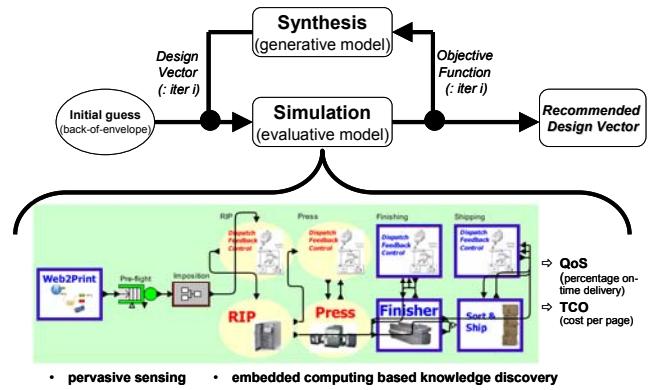 Synthesis
(generative model)
Design
Vector
(: iter i)
Objective
Function
(: iter i)
Initial guess
(back-of-envelope)
Simulation
(evaluative model)
Recommended
Design Vector
RIP
Press
Finishing
Shipping
Dispatch
Feedback
Control
Dispatch
Feedback
Control
Dispatch
Feedback
Control
Dispatch
Feedback
Control
Web2Print
Pre-flight
Imposition
RIP
Press
Finisher
Sort &
Ship
⇨ QoS
(percentage on-
time delivery)
⇨ TCO
(cost per page)
• pervasive sensing
• embedded computing based knowledge discovery